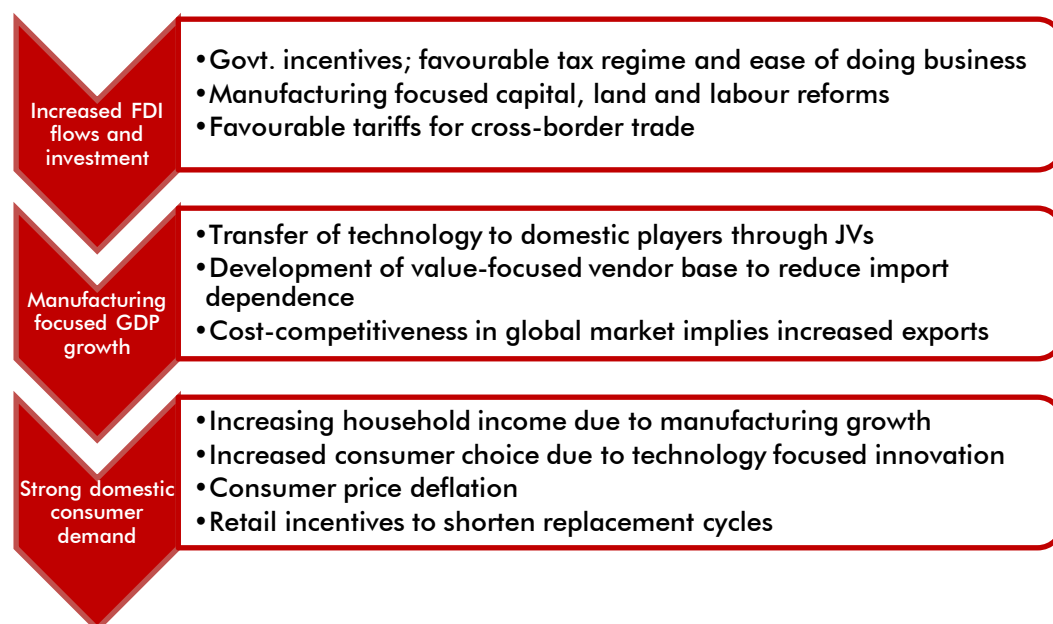 Increased FDI
flows and
investment
•Govt. incentives; favourable tax regime and ease of doing business
•Manufacturing focused capital, land and labour reforms
•Favourable tariffs for cross-border trade
Manufacturing
focused GDP
growth
•Transfer of technology to domestic players through JVs
•Development of value-focused vendor base to reduce import
dependence
•Cost-competitiveness in global market implies increased exports
Strong domestic
consumer
demand
•Increasing household income due to manufacturing growth
•Increased consumer choice due to technology focused innovation
•Consumer price deflation
•Retail incentives to shorten replacement cycles